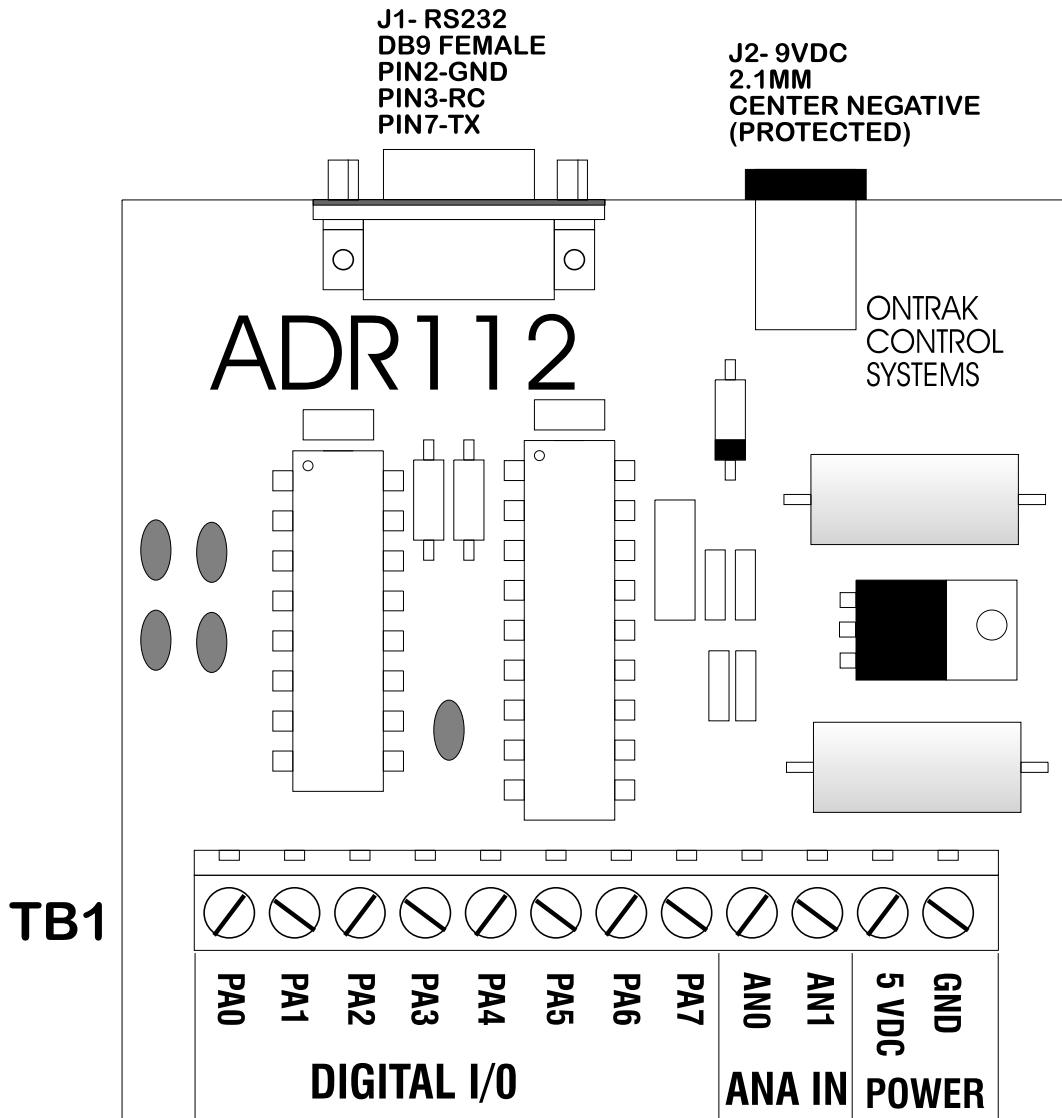 J1- RS232
DB9 FEMALE
PIN2-GND
PIN3-RC
PIN7-TX
J2- 9VDC
2.1MM
CENTER NEGATIVE
(PROTECTED)
ADR112
ONTRAK
CONTROL
SYSTEMS
TB1
PA0 PA1 PA2 PA3 PA4 PA5 PA6 PA7 AN0 AN1 5 VDC GND
DIGITAL I/0 ANA IN POWER